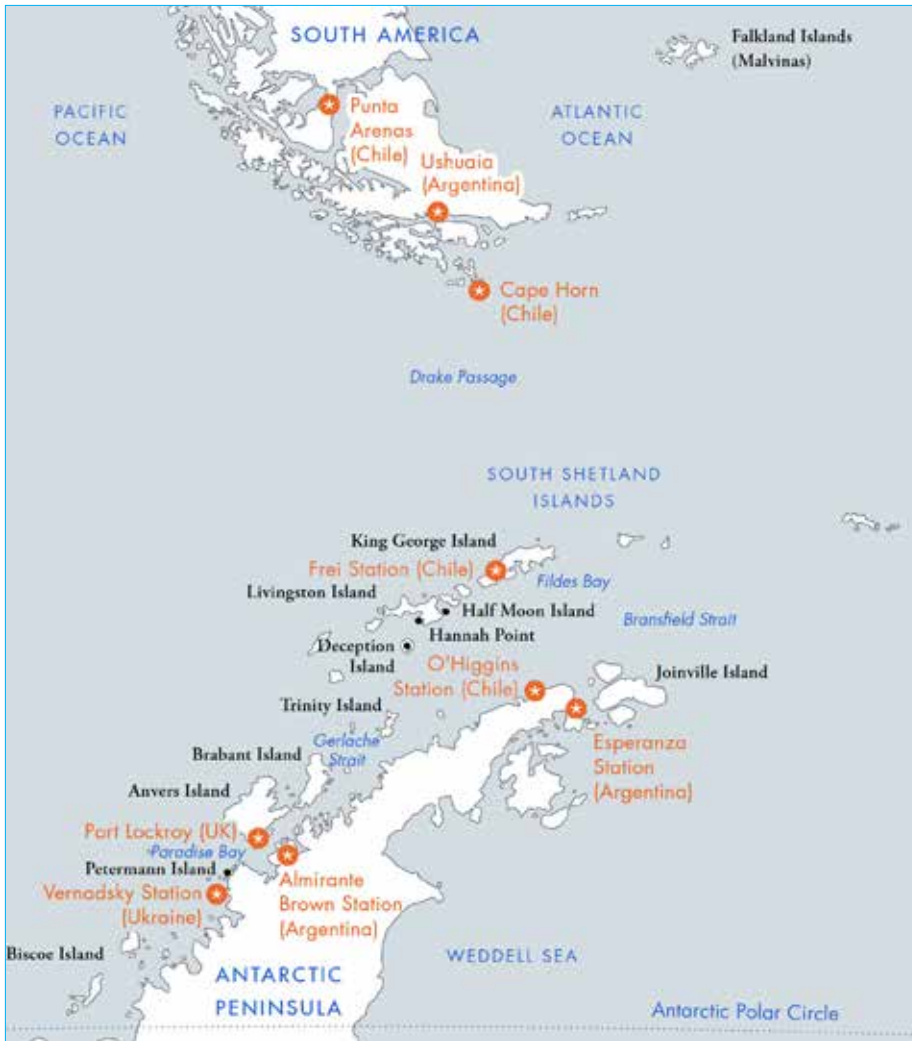 SOUTH AMERICA
Falkland Islands
(Malvinas)
PACIFIC
OCEAN
Punta
Arenas
(Chile)
ATLANTIC
OCEAN
Ushuaia
(Argentina)
Cape Horn
(Chile)
Drake Passage
SOUTH SHETLAND
ISLANDS
King George Island
Frei Station (Chile)
Fildes Bay
Livingston Island
Half Moon Island
Bransfield Strait
Hannah Point
Deception
Island
O'Higgins
Station (Chile)
Joinville Island
Trinity Island
Gerlache
Strait
Esperanza
Station
(Argentina)
Brabant Island
Anvers Island
Port Lockroy (UK)
Paradise Bay
Petermann Island
Almirante
Brown Station
(Argentina)
Vernadsky Station
(Ukraine)
Biscoe Island
WEDDELL SEA
ANTARCTIC
PENINSULA
Antarctic Polar Circle